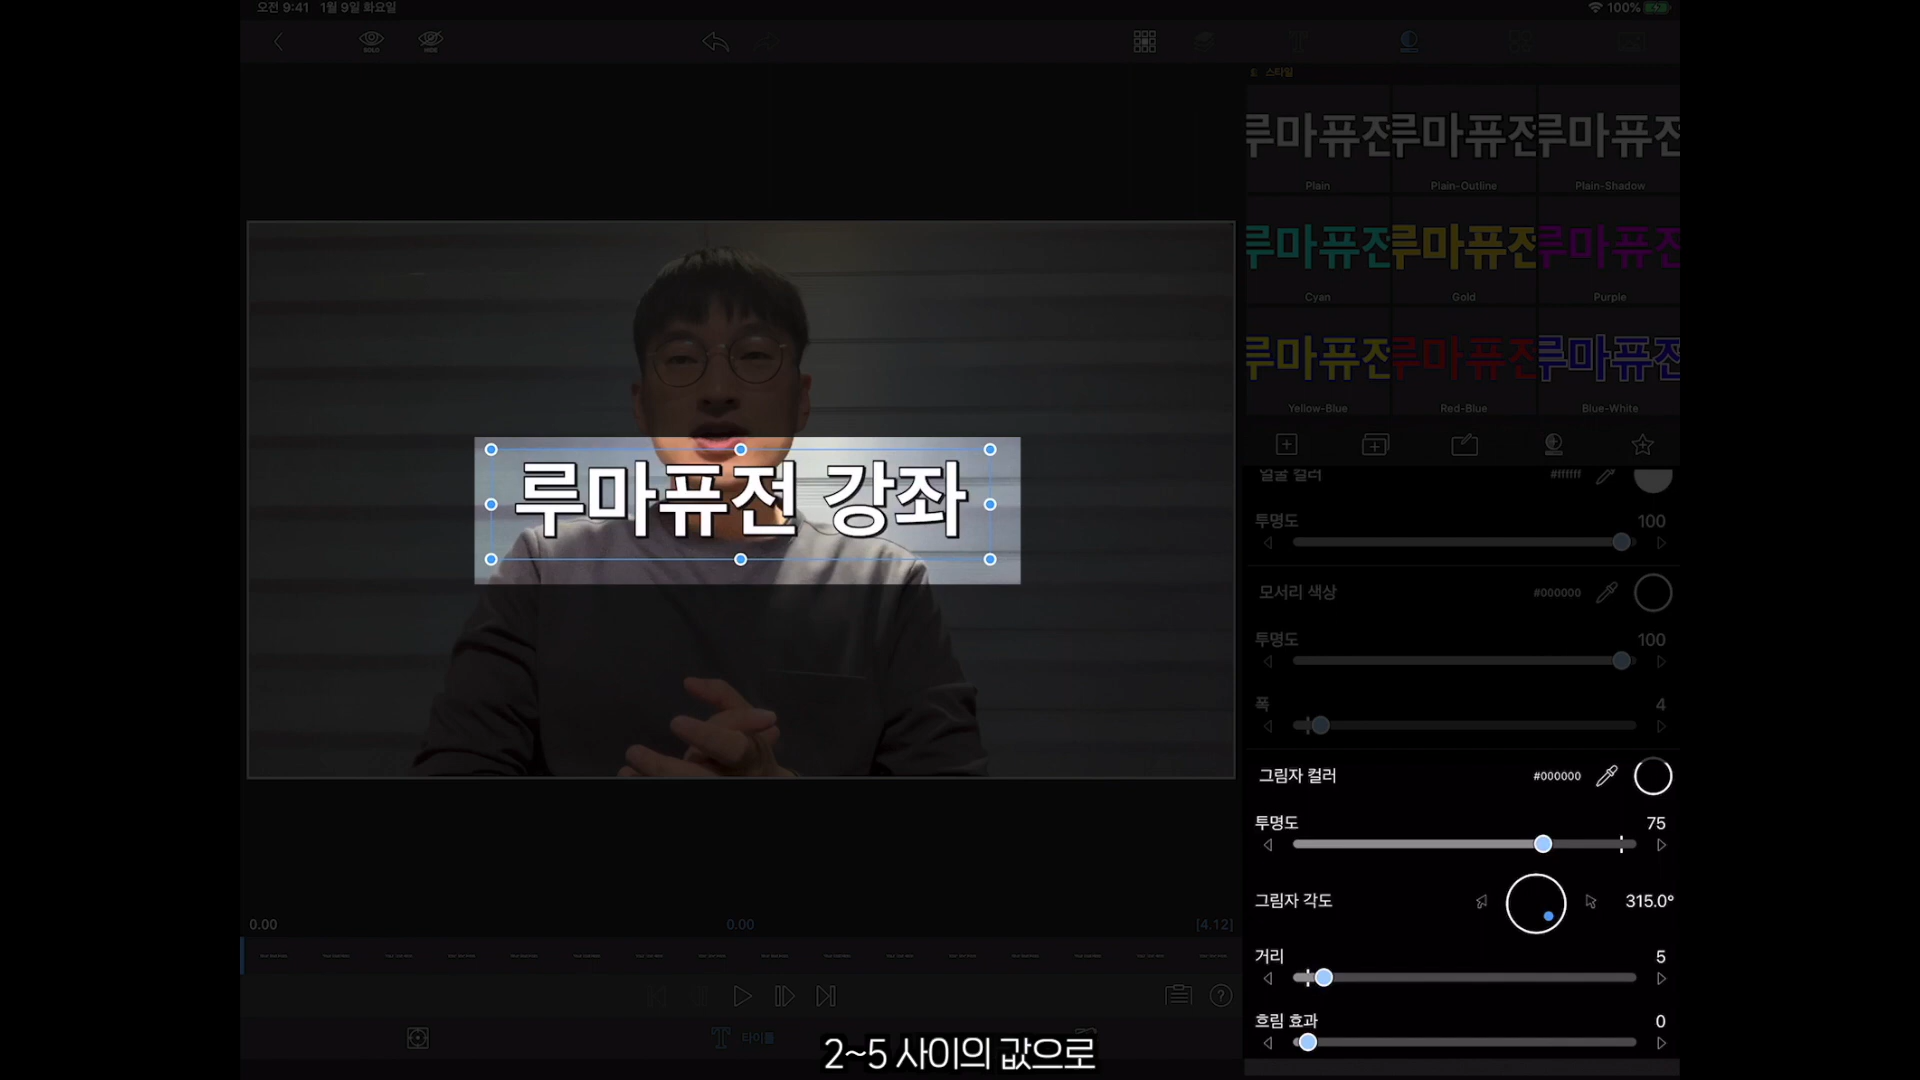 오전 9:41 1월 9일 화요일
100%
SOLO
HIDE
스타일
루마퓨전 루마퓨전 루마퓨전
Plain Plain-Outline Plain-Shadow
루마퓨전 루마퓨전 루마퓨전
Cyan Gold Purple
루마퓨전 루마퓨전 루마퓨전
Yellow-Blue Red-Blue Blue-White
루마퓨전 강좌
얼굴 컬러 #ffffff
투명도 100
모서리 색상 #000000
투명도 100
폭 4
그림자 컬러 #000000
투명도 75
그림자 각도 315.0°
거리 5
흐림 효과 0
0.00 0.00 [4.12]
타이틀
2~5 사이의 값으로